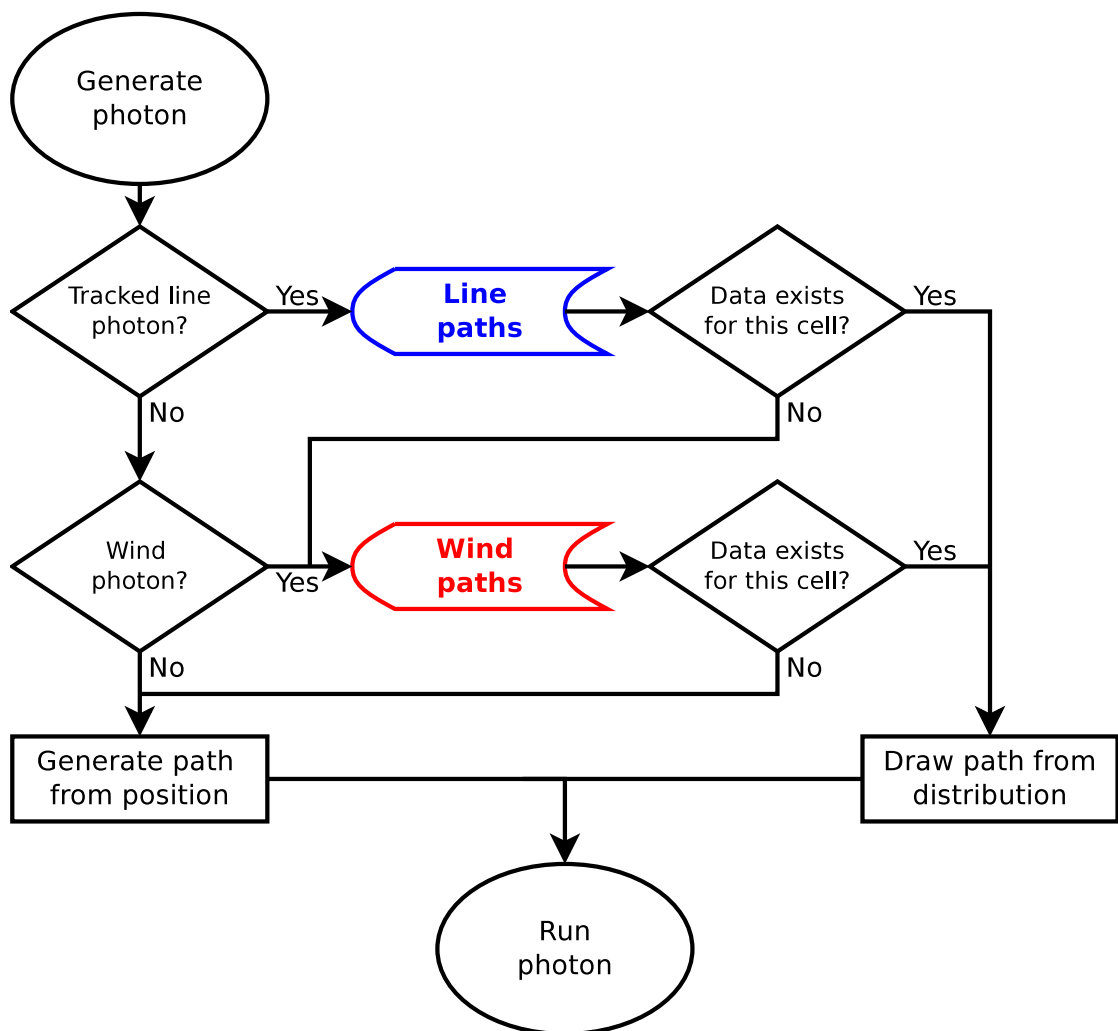 Generate
photon
Tracked line
photon?
Yes
Line
paths
Data exists
for this cell?
Yes
No
No
Wind
photon?
Yes
Wind
paths
Data exists
for this cell?
Yes
No
No
Generate path
from position
Draw path from
distribution
Run
photon